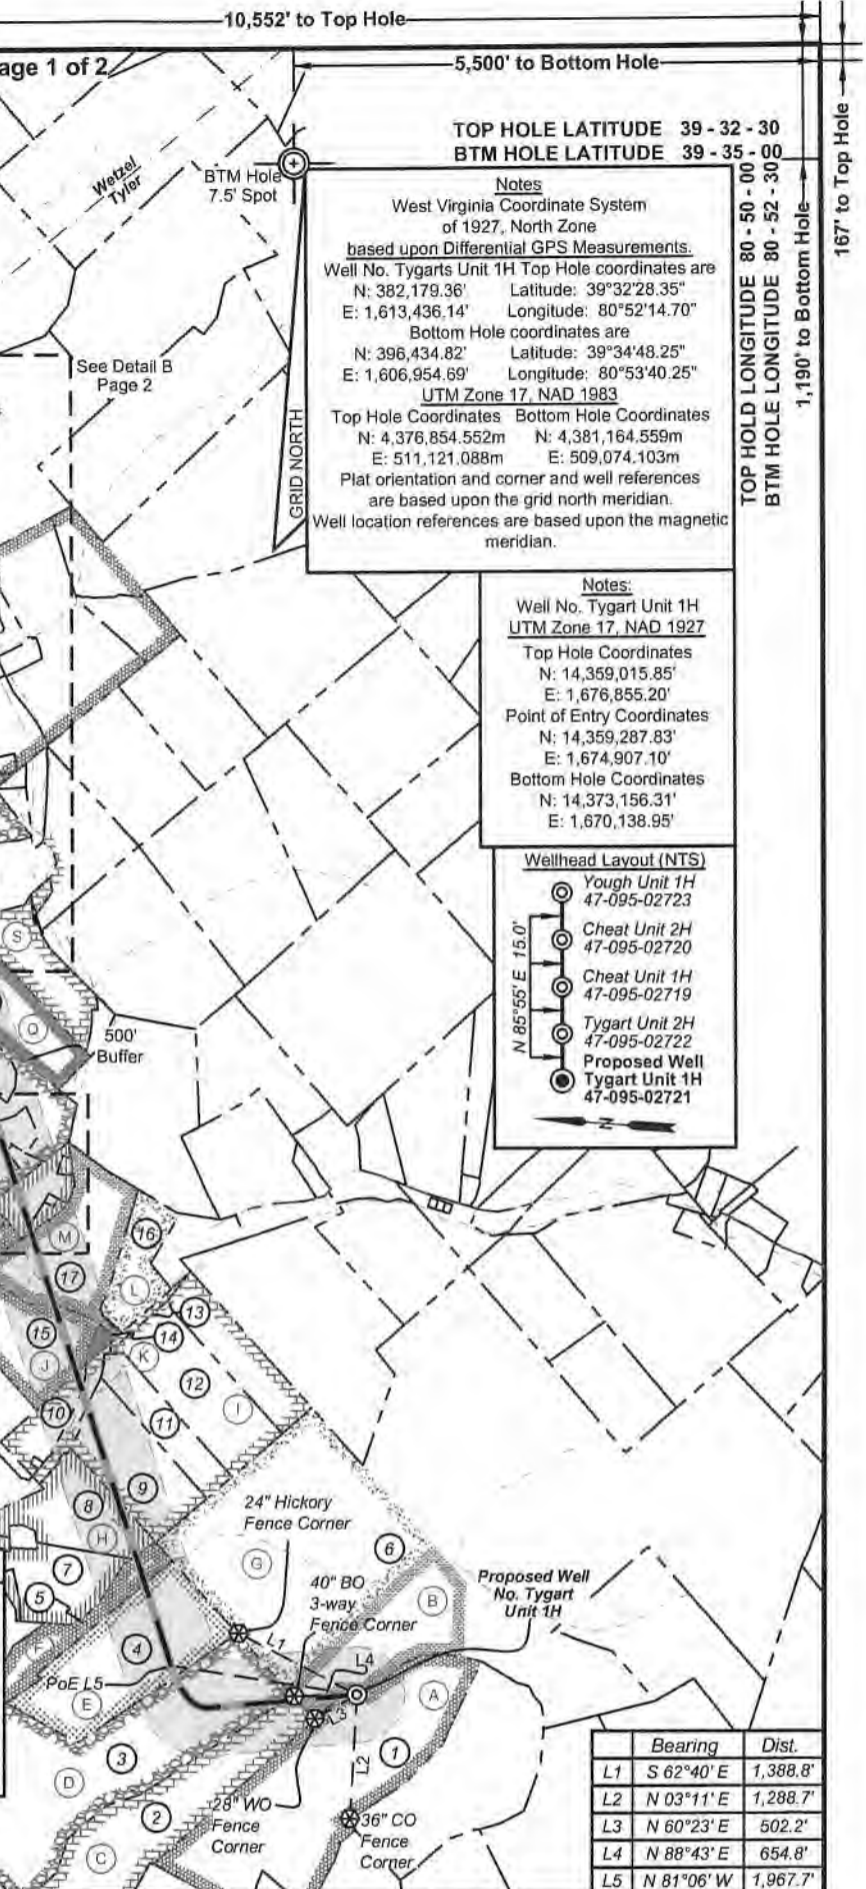 10,552' to Top Hole
age 1 of 2
5,500' to Bottom Hole
167' to Top Hole
TOP HOLE LATITUDE 39 - 32 - 30
BTM HOLE LATITUDE 39 - 35 - 00
TOP HOLD LONGITUDE 80 - 50 - 00
BTM HOLE LONGITUDE 80 - 52 - 30
1,190' to Bottom Hole
Wetzel
Tyler
BTM Hole
7.5' Spot
See Detail B
Page 2
GRID NORTH
Notes
West Virginia Coordinate System
of 1927, North Zone
based upon Differential GPS Measurements.
Well No. Tygarts Unit 1H Top Hole coordinates are
N: 382,179.36' Latitude: 39°32'28.35"
E: 1,613,436.14' Longitude: 80°52'14.70"
Bottom Hole coordinates are
N: 396,434.82' Latitude: 39°34'48.25"
E: 1,606,954.69' Longitude: 80°53'40.25"
UTM Zone 17, NAD 1983
Top Hole Coordinates Bottom Hole Coordinates
N: 4,376,854.552m N: 4,381,164.559m
E: 511,121.088m E: 509,074.103m
Plat orientation and corner and well references
are based upon the grid north meridian.
Well location references are based upon the magnetic
meridian.
Notes:
Well No. Tygart Unit 1H
UTM Zone 17, NAD 1927
Top Hole Coordinates
N: 14,359,015.85'
E: 1,676,855.20'
Point of Entry Coordinates
N: 14,359,287.83'
E: 1,674,907.10'
Bottom Hole Coordinates
N: 14,373,156.31'
E: 1,670,138.95'
Wellhead Layout (NTS)
Yough Unit 1H
47-095-02723
Cheat Unit 2H
47-095-02720
Cheat Unit 1H
47-095-02719
Tygart Unit 2H
47-095-02722
Proposed Well
Tygart Unit 1H
47-095-02721
N 85°55' E 15.0'
N
S
Q
500'
Buffer
M
16
17
L
13
15
14
J
K
12
10
11
I
9
8
H
7
5
24" Hickory
Fence Corner
G
6
40" BO
3-way
Fence Corner
Proposed Well
No. Tygart
Unit 1H
B
F
4
L1
L4
PoE L5
E
A
L3
L2
3
1
D
2
28" WO
Fence
Corner
36" CO
Fence
Corner
C
Bearing Dist.
L1 S 62°40' E 1,388.8'
L2 N 03°11' E 1,288.7'
L3 N 60°23' E 502.2'
L4 N 88°43' E 654.8'
L5 N 81°06' W 1,967.7'